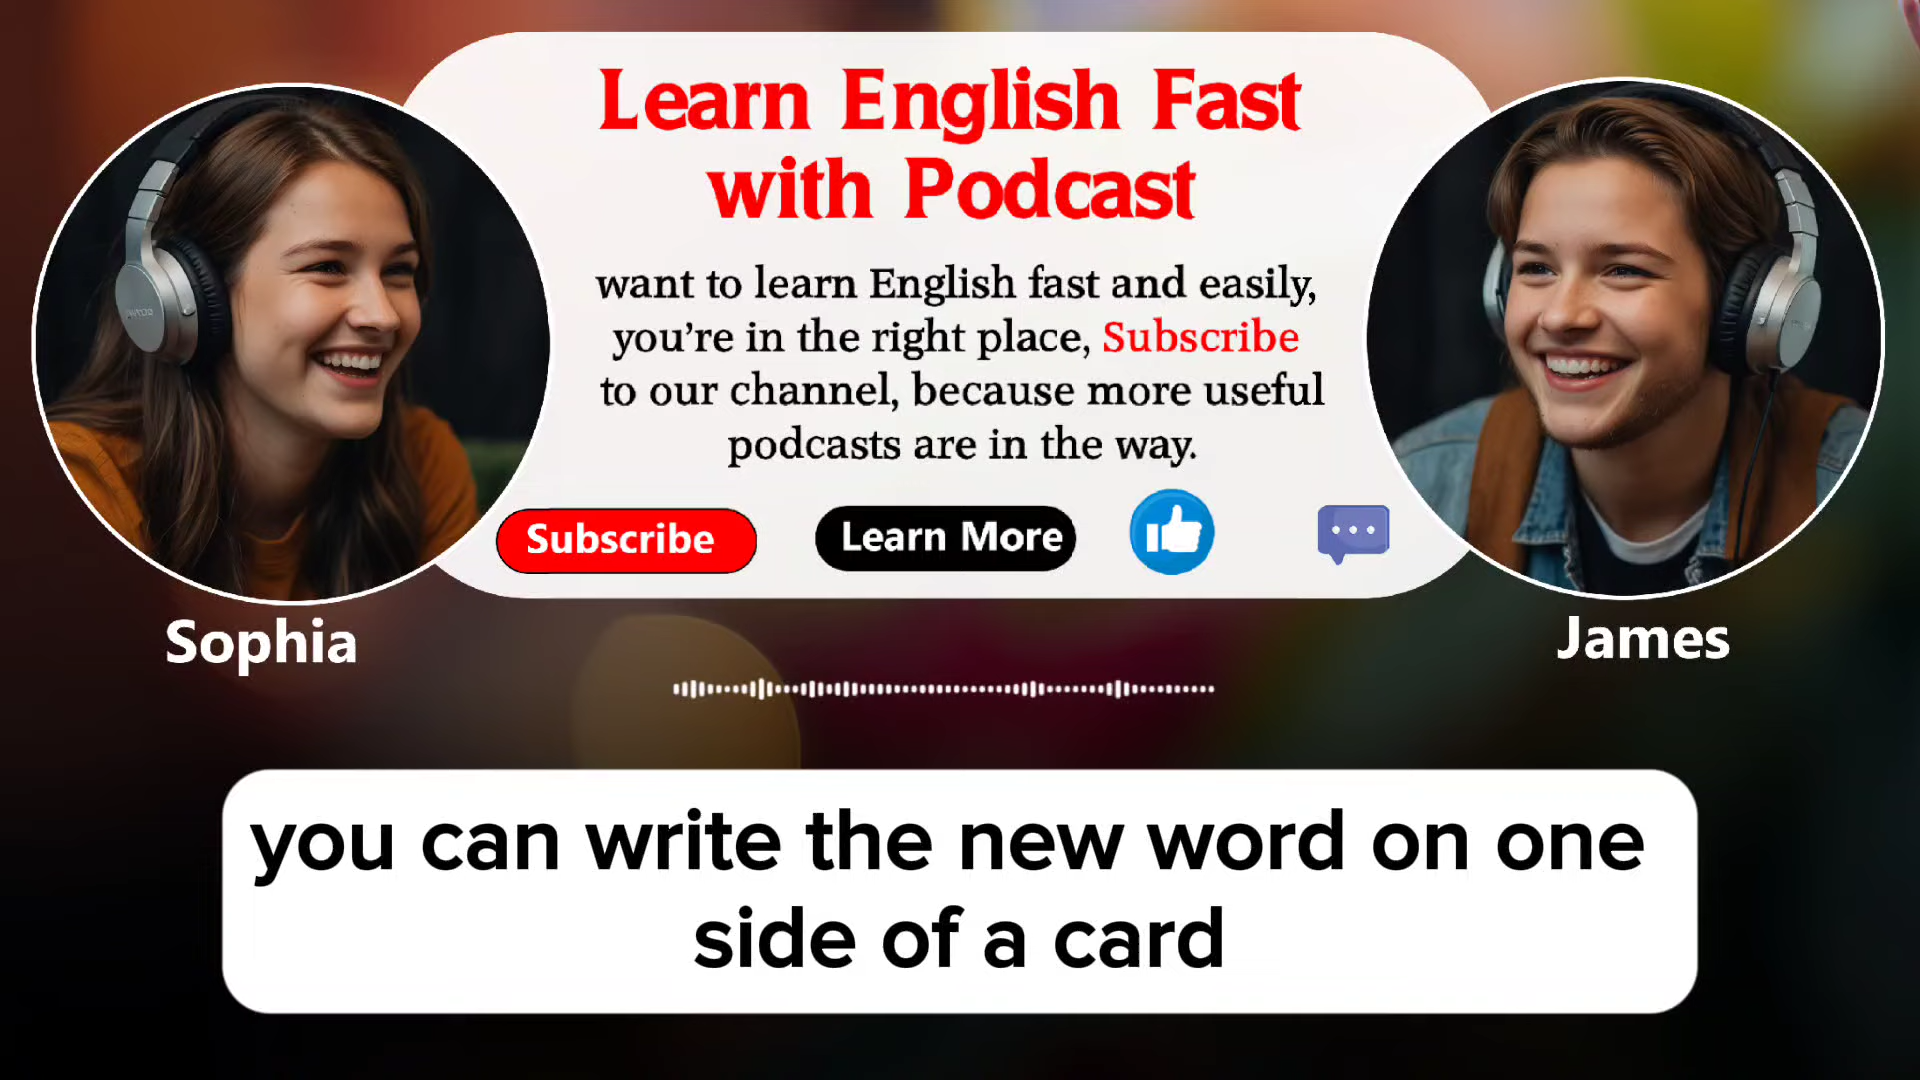 Learn English Fast
with Podcast
want to learn English fast and easily,
you're in the right place, Subscribe
to our channel, because more useful
podcasts are in the way.
Subscribe
Learn More
Sophia
James
you can write the new word on one
side of a card